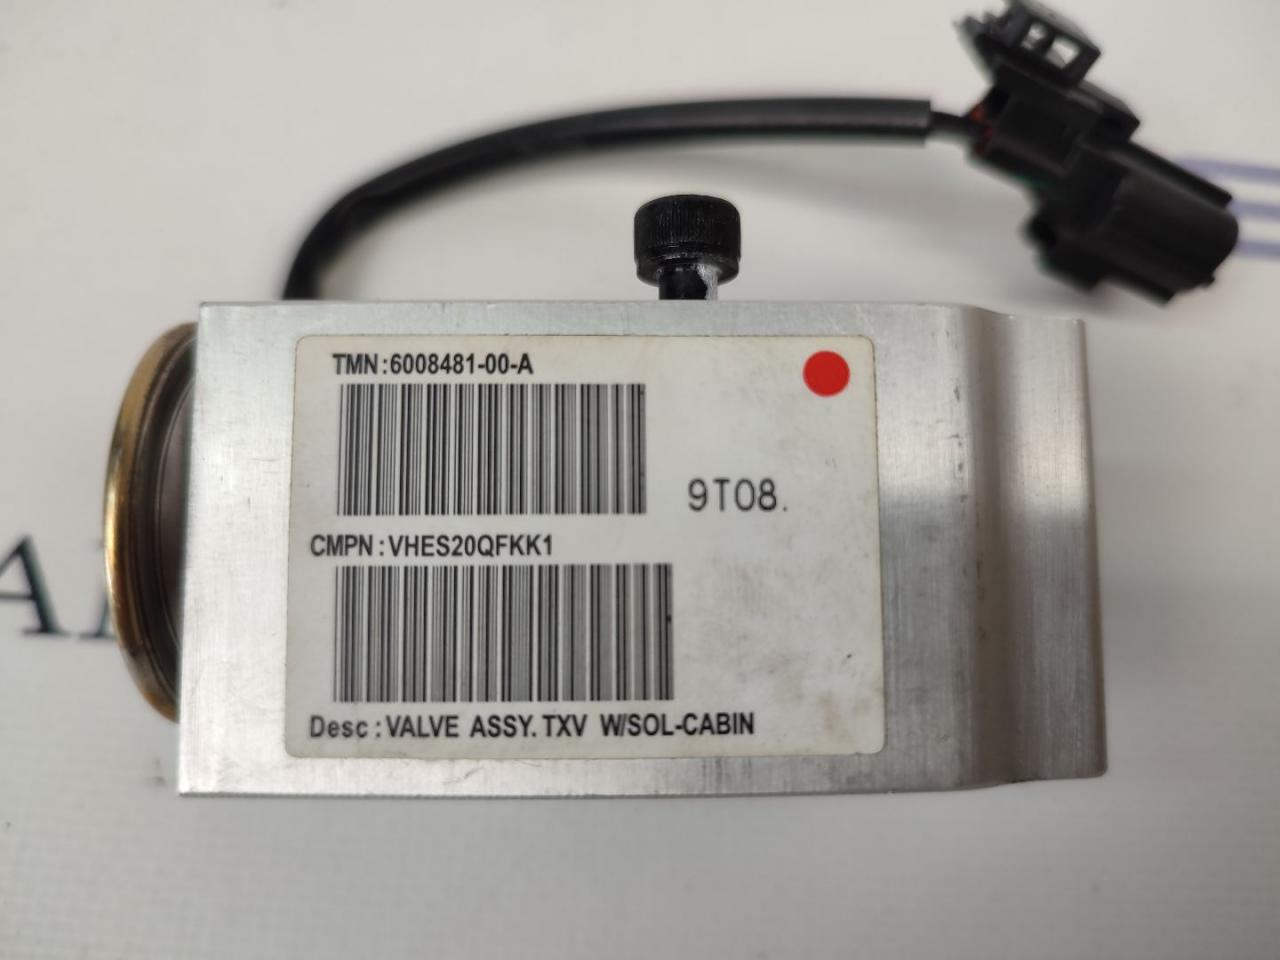 TMN:6008481-00-A
9T08.
CMPN:VHES20QFKK1
Desc:VALVE ASSY.TXV W/SOL-CABIN